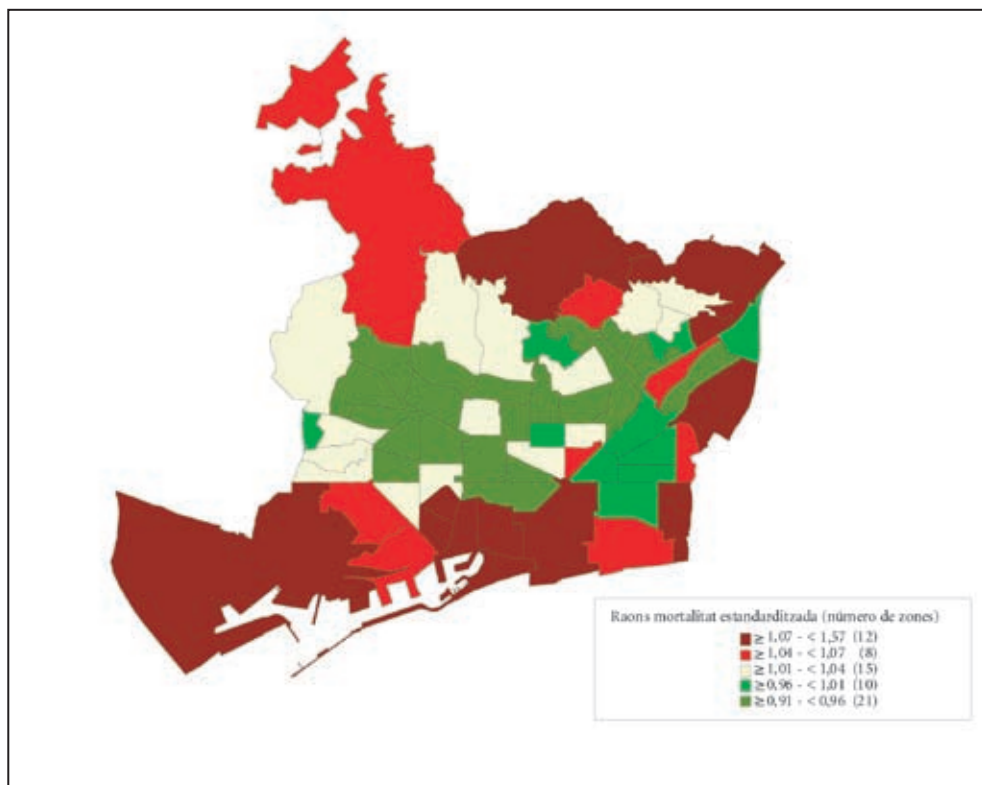 Raons mortalitat estandarditzada (número de zones)
≥ 1,07 - < 1,57 (12)
≥ 1,04 - < 1,07 (8)
≥ 1,01 - < 1,04 (15)
≥ 0,96 - < 1,01 (10)
≥ 0,91 - < 0,96 (21)